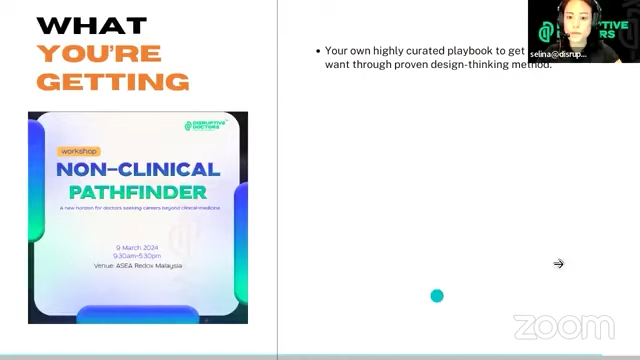 WHAT
YOU'RE
GETTING
DISRUPTIVE
DOCTORS
workshop
NON-CLINICAL
PATHFINDER
A new horizon for doctors seeking careers beyond clinical-medicine
9 March 2024
9:30am-5:30pm
Venue: ASEA Redox Malaysia
• Your own highly curated playbook to get
want through proven design-thinking method.
DOCTORS
selina@disrup...
zoom